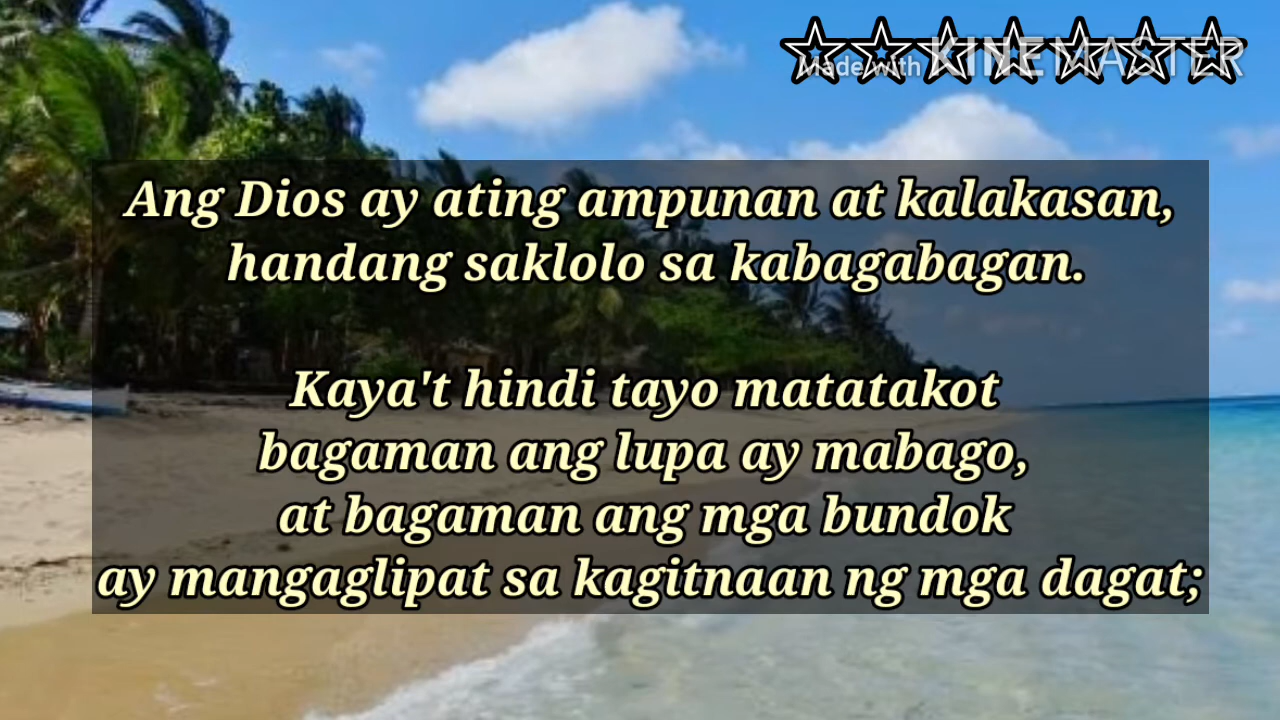 Made with KINEMASTER
Ang Dios ay ating ampunan at kalakasan,
handang saklolo sa kabagabagan.
Kaya't hindi tayo matatakot
bagaman ang lupa ay mabago,
at bagaman ang mga bundok
ay mangaglipat sa kagitnaan ng mga dagat;